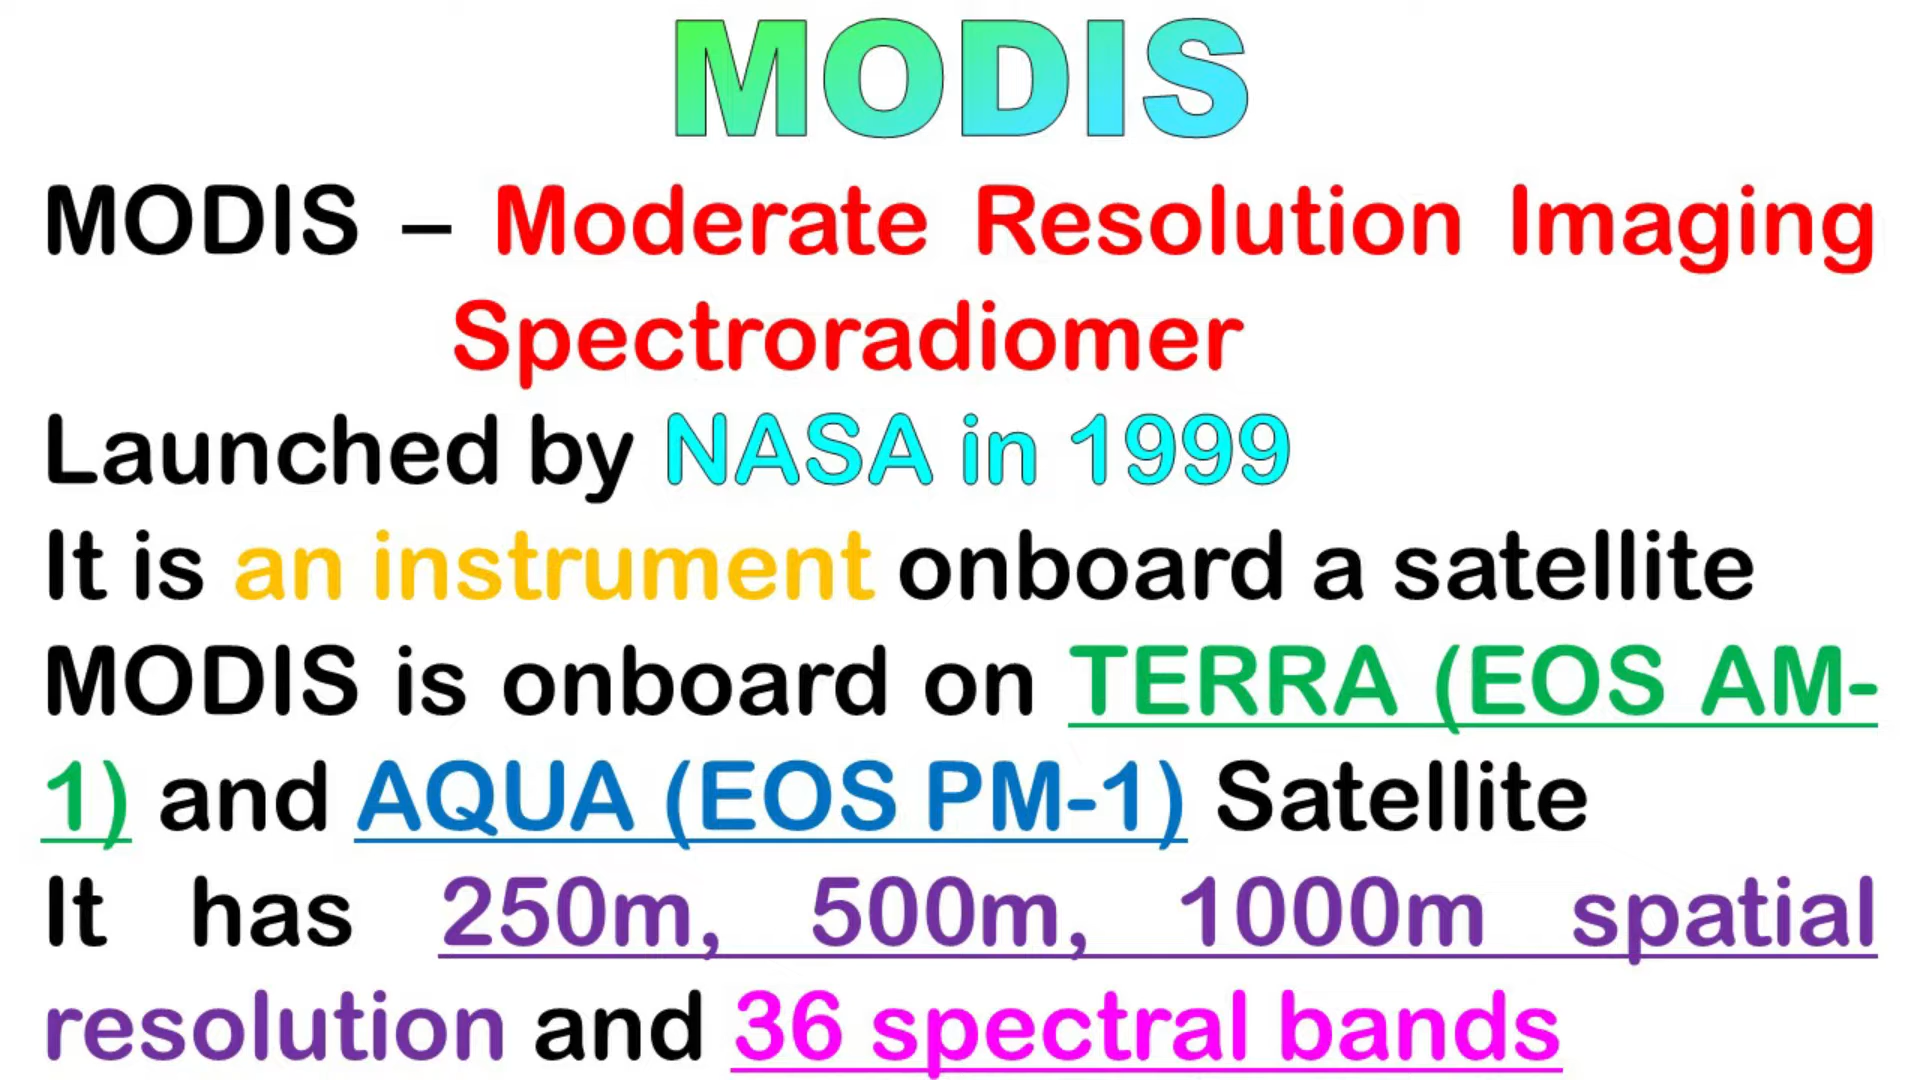 MODIS
MODIS – Moderate Resolution Imaging
Spectroradiomer
Launched by NASA in 1999
It is an instrument onboard a satellite
MODIS is onboard on TERRA (EOS AM-
1) and AQUA (EOS PM-1) Satellite
It has 250m, 500m, 1000m spatial
resolution and 36 spectral bands